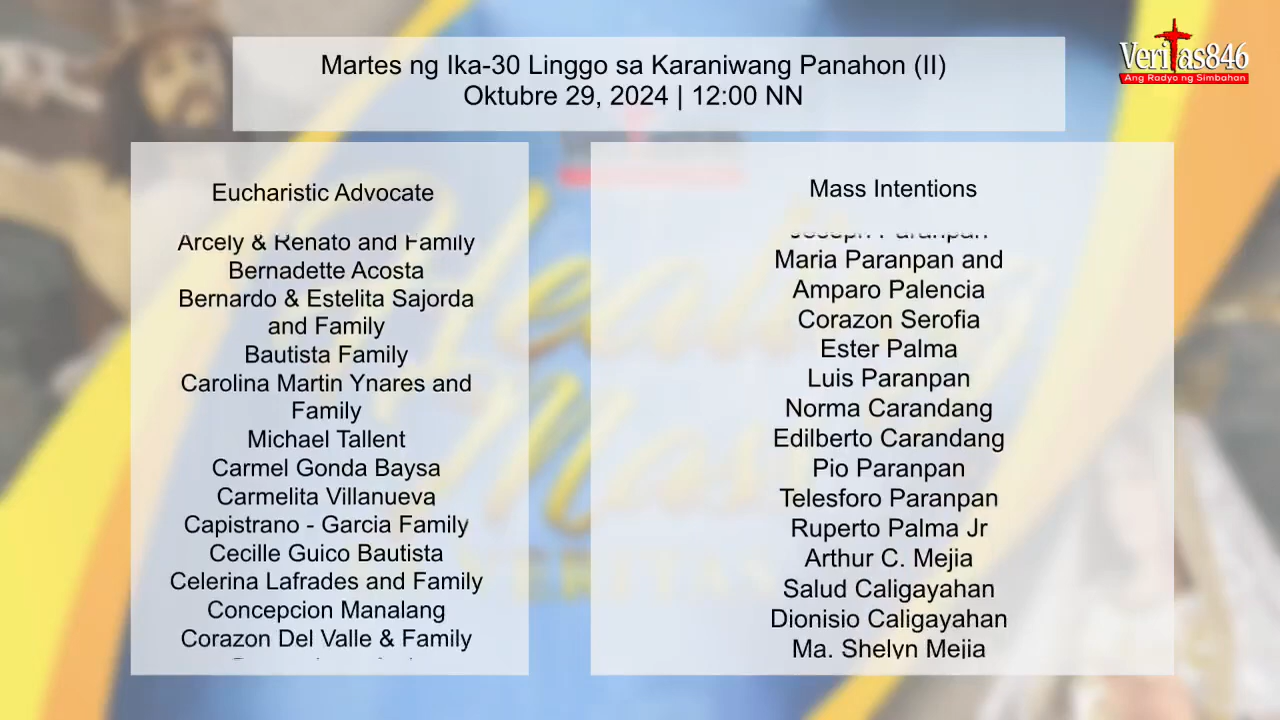 Martes ng Ika-30 Linggo sa Karaniwang Panahon (II)
Oktubre 29, 2024 | 12:00 NN
Veritas846
Ang Radyo ng Simbahan
Eucharistic Advocate
Arcely & Renato and Family
Bernadette Acosta
Bernardo & Estelita Sajorda
and Family
Bautista Family
Carolina Martin Ynares and
Family
Michael Tallent
Carmel Gonda Baysa
Carmelita Villanueva
Capistrano - Garcia Family
Cecille Guico Bautista
Celerina Lafrades and Family
Concepcion Manalang
Corazon Del Valle & Family
Mass Intentions
Joseph Paranpan
Maria Paranpan and
Amparo Palencia
Corazon Serofia
Ester Palma
Luis Paranpan
Norma Carandang
Edilberto Carandang
Pio Paranpan
Telesforo Paranpan
Ruperto Palma Jr
Arthur C. Mejia
Salud Caligayahan
Dionisio Caligayahan
Ma. Shelyn Mejia
Healing
Mass
VERITAS